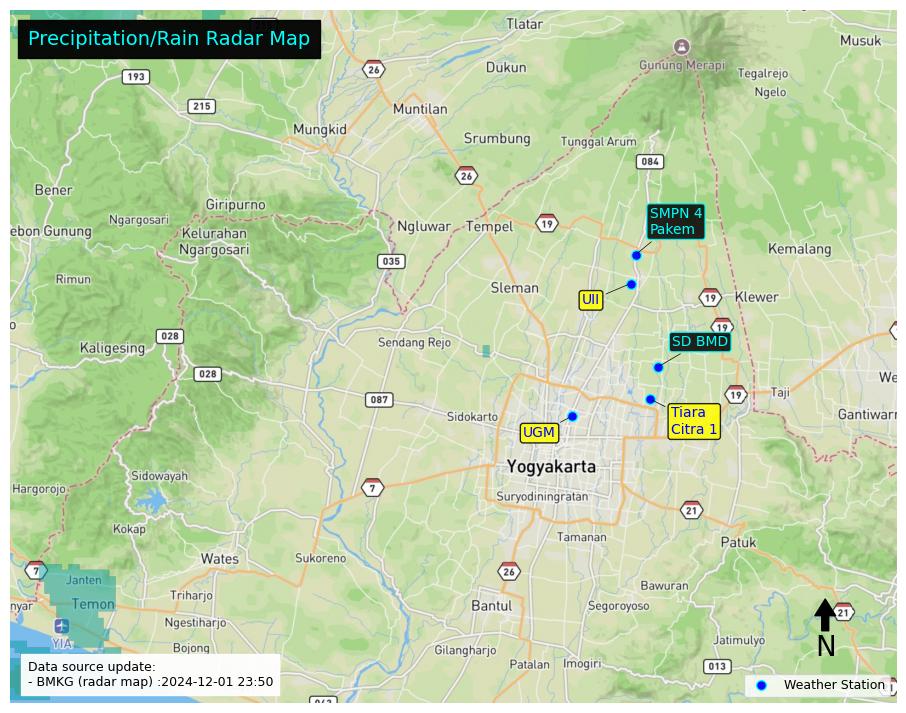 Precipitation/Rain Radar Map
Tlatar
Musuk
26
Gunung Merapi
Dukun
Tegalrejo
193
Ngelo
215
Muntilan
Mungkid
Srumbung
Tunggal Arum
084
26
Bener
Giripurno
SMPN 4
Pakem
Ngargosari
Ngluwar
Tempel
19
ebon Gunung
Kelurahan
Ngargosari
Kemalang
035
Rimun
Sleman
UII
19
Klewer
19
028
Sendang Rejo
SD BMD
Kaligesing
028
We
19
Taji
087
Sidokarto
Tiara
Citra 1
Gantiwarn
UGM
Yogyakarta
Sidowayah
Hargorojo
7
Suryodiningratan
21
Kokap
Tamanan
Patuk
Wates
Sukoreno
7
26
Janten
Bawuran
Triharjo
Temon
nyar
Bantul
Segoroyoso
21
Ngestiharjo
YIA
Jatimulyo
N
Bojong
Gilangharjo
Patalan
Imogiri
013
Data source update:
- BMKG (radar map) :2024-12-01 23:50
Weather Station